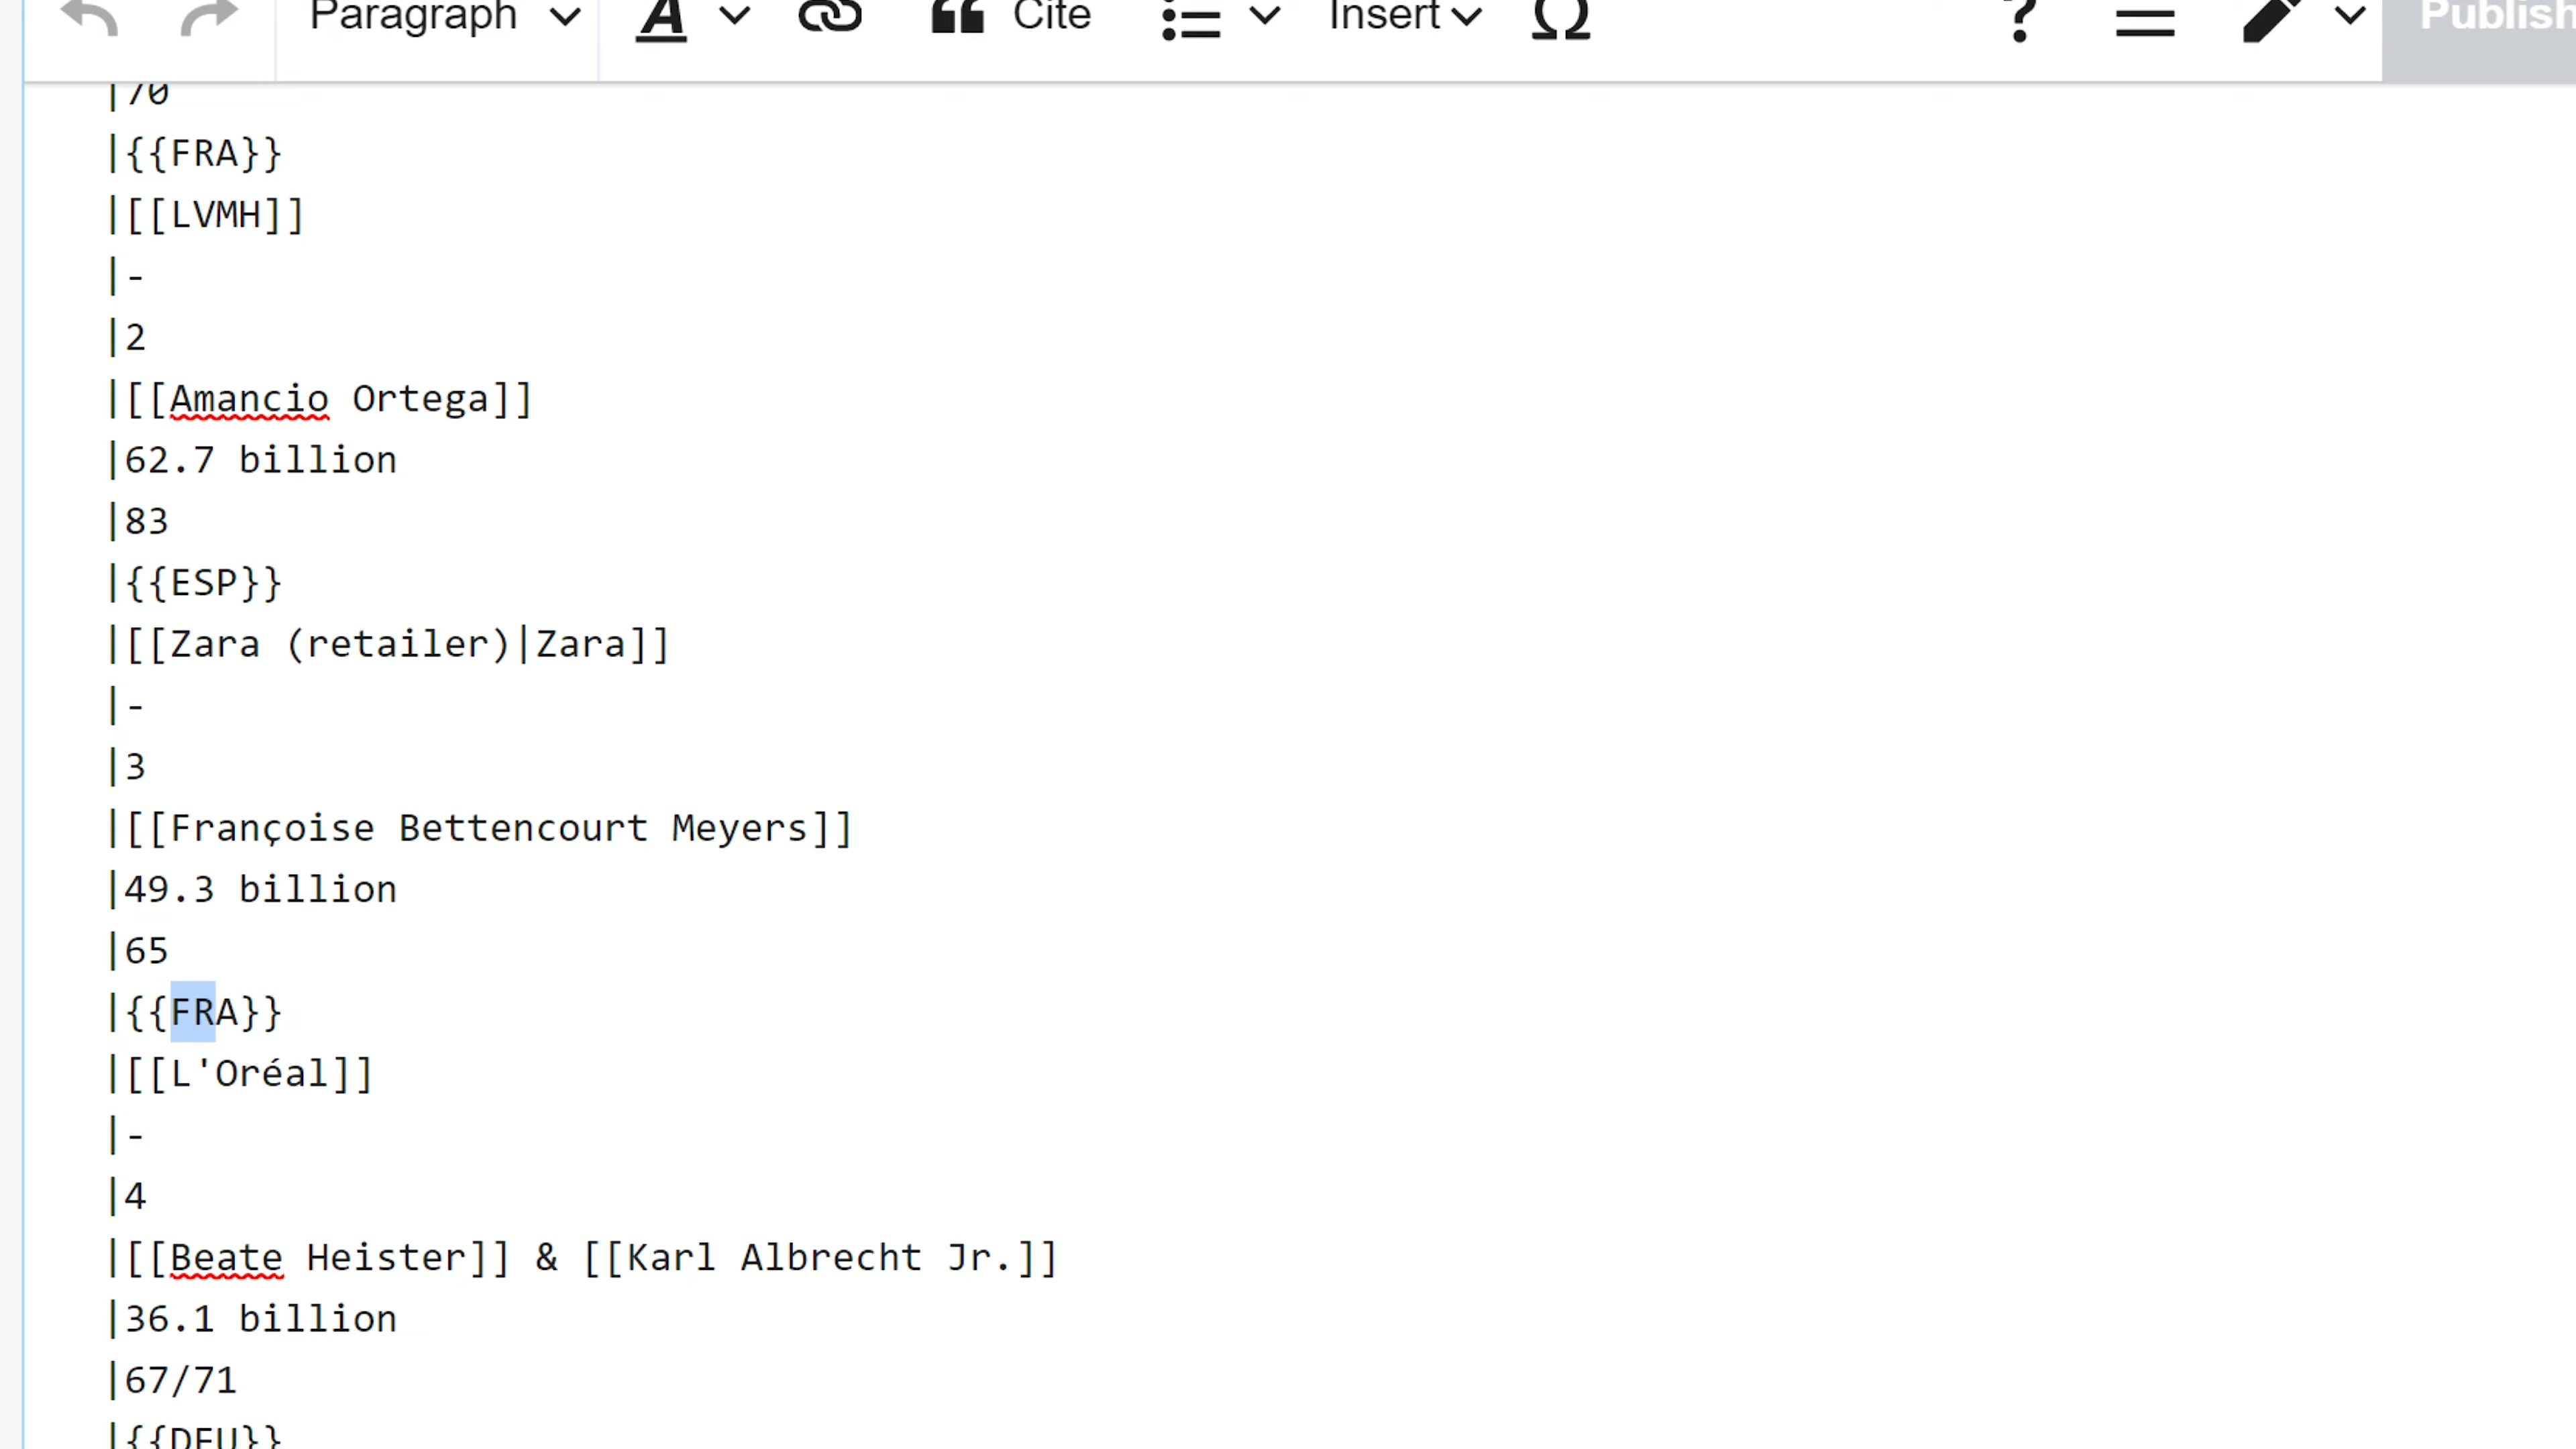 Paragraph Cite Insert Ω ? Publish
|70
|{{FRA}}
|[[LVMH]]
|-
|2
|[[Amancio Ortega]]
|62.7 billion
|83
|{{ESP}}
|[[Zara (retailer)|Zara]]
|-
|3
|[[Françoise Bettencourt Meyers]]
|49.3 billion
|65
|{{FRA}}
|[[L'Oréal]]
|-
|4
|[[Beate Heister]] & [[Karl Albrecht Jr.]]
|36.1 billion
|67/71
|{{DEU}}